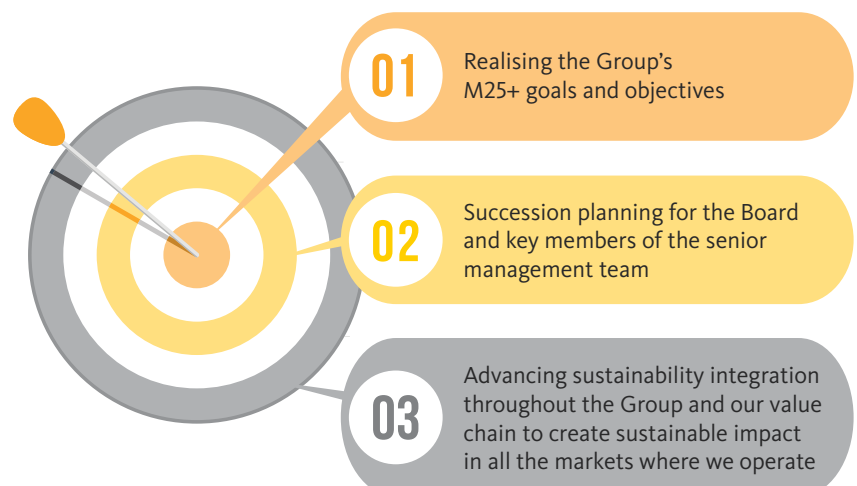 01
Realising the Group's
M25+ goals and objectives
02
Succession planning for the Board
and key members of the senior
management team
03
Advancing sustainability integration
throughout the Group and our value
chain to create sustainable impact
in all the markets where we operate